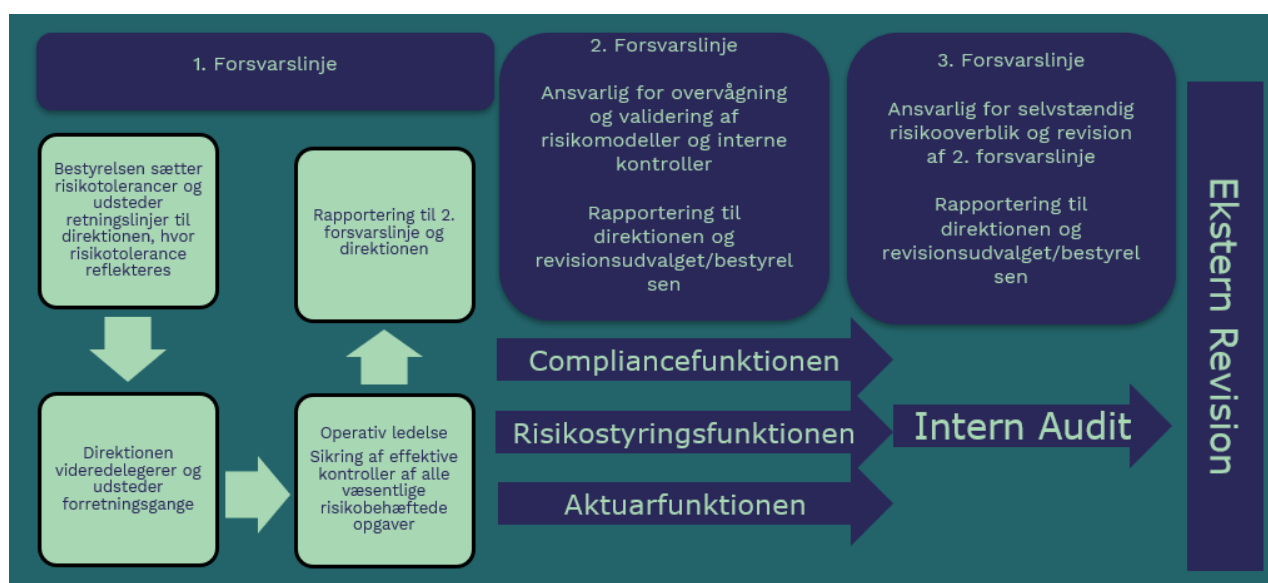 1. Forsvarslinje
Bestyrelsen sætter
risikotolerancer og
udsteder
retningslinjer til
direktionen, hvor
risikotolerance
reflekteres
Direktionen
videredelegerer og
udsteder
forretningsgange
Operativ ledelse
Sikring af effektive
kontroller af alle
væsentlige
risikobehæftede
opgaver
Rapportering til 2.
forsvarslinje og
direktionen
2. Forsvarslinje
Ansvarlig for overvågning
og validering af
risikomodeller og interne
kontroller
Rapportering til
direktionen og
revisionsudvalget/bestyrel
sen
Compliancefunktionen
Risikostyringsfunktionen
Aktuarfunktionen
3. Forsvarslinje
Ansvarlig for selvstændig
risikooverblik og revision
af 2. forsvarslinje
Rapportering til
direktionen og
revisionsudvalget/bestyrel
sen
Intern Audit
Ekstern Revision